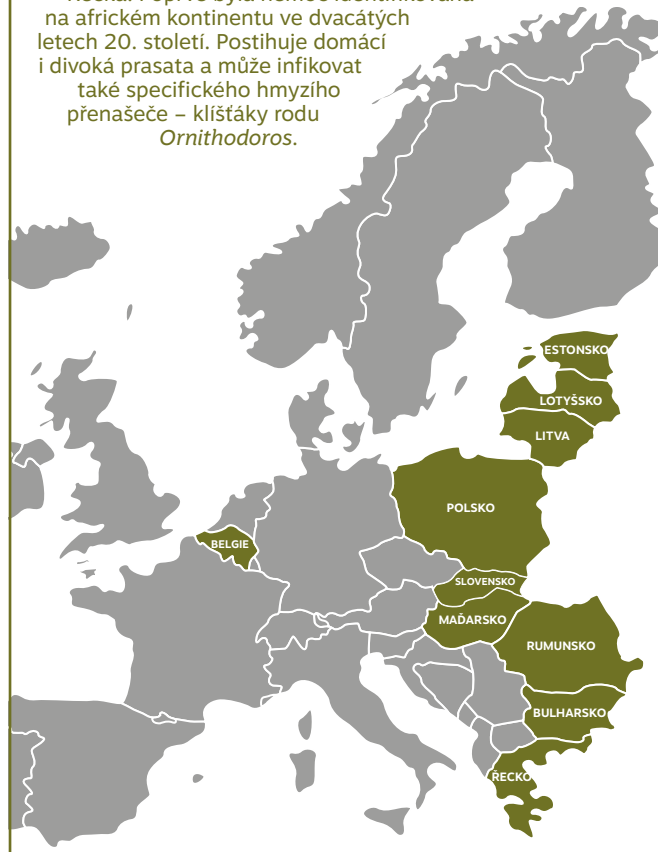 na africkém kontinentu ve dvacátých
letech 20. století. Postihuje domácí
i divoká prasata a může infikovat
také specifického hmyzího
přenašeče – klíšťáky rodu
Ornithodoros.
ESTONSKO
LOTYŠSKO
LITVA
POLSKO
BELGIE
SLOVENSKO
MAĎARSKO
RUMUNSKO
BULHARSKO
ŘECKO